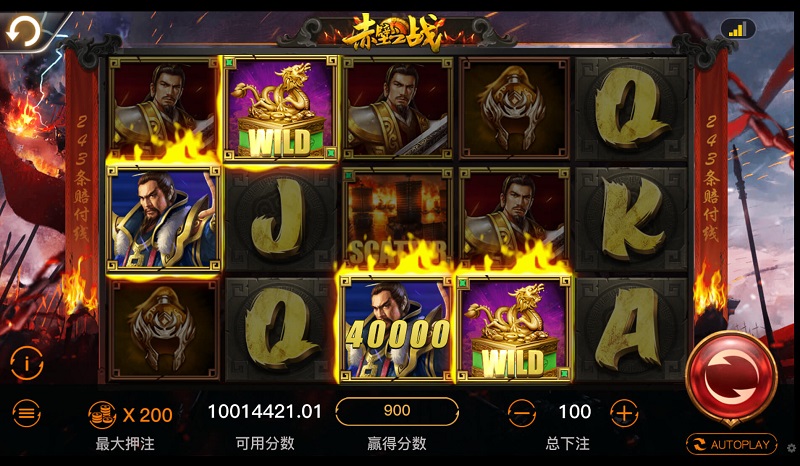 赤壁之战
WILD
Q
243条赔付线
243条赔付线
J
SCATTER
K
Q
40000
WILD
A
X 200
10014421.01
900
100
最大押注
可用分数
赢得分数
总下注
AUTOPLAY